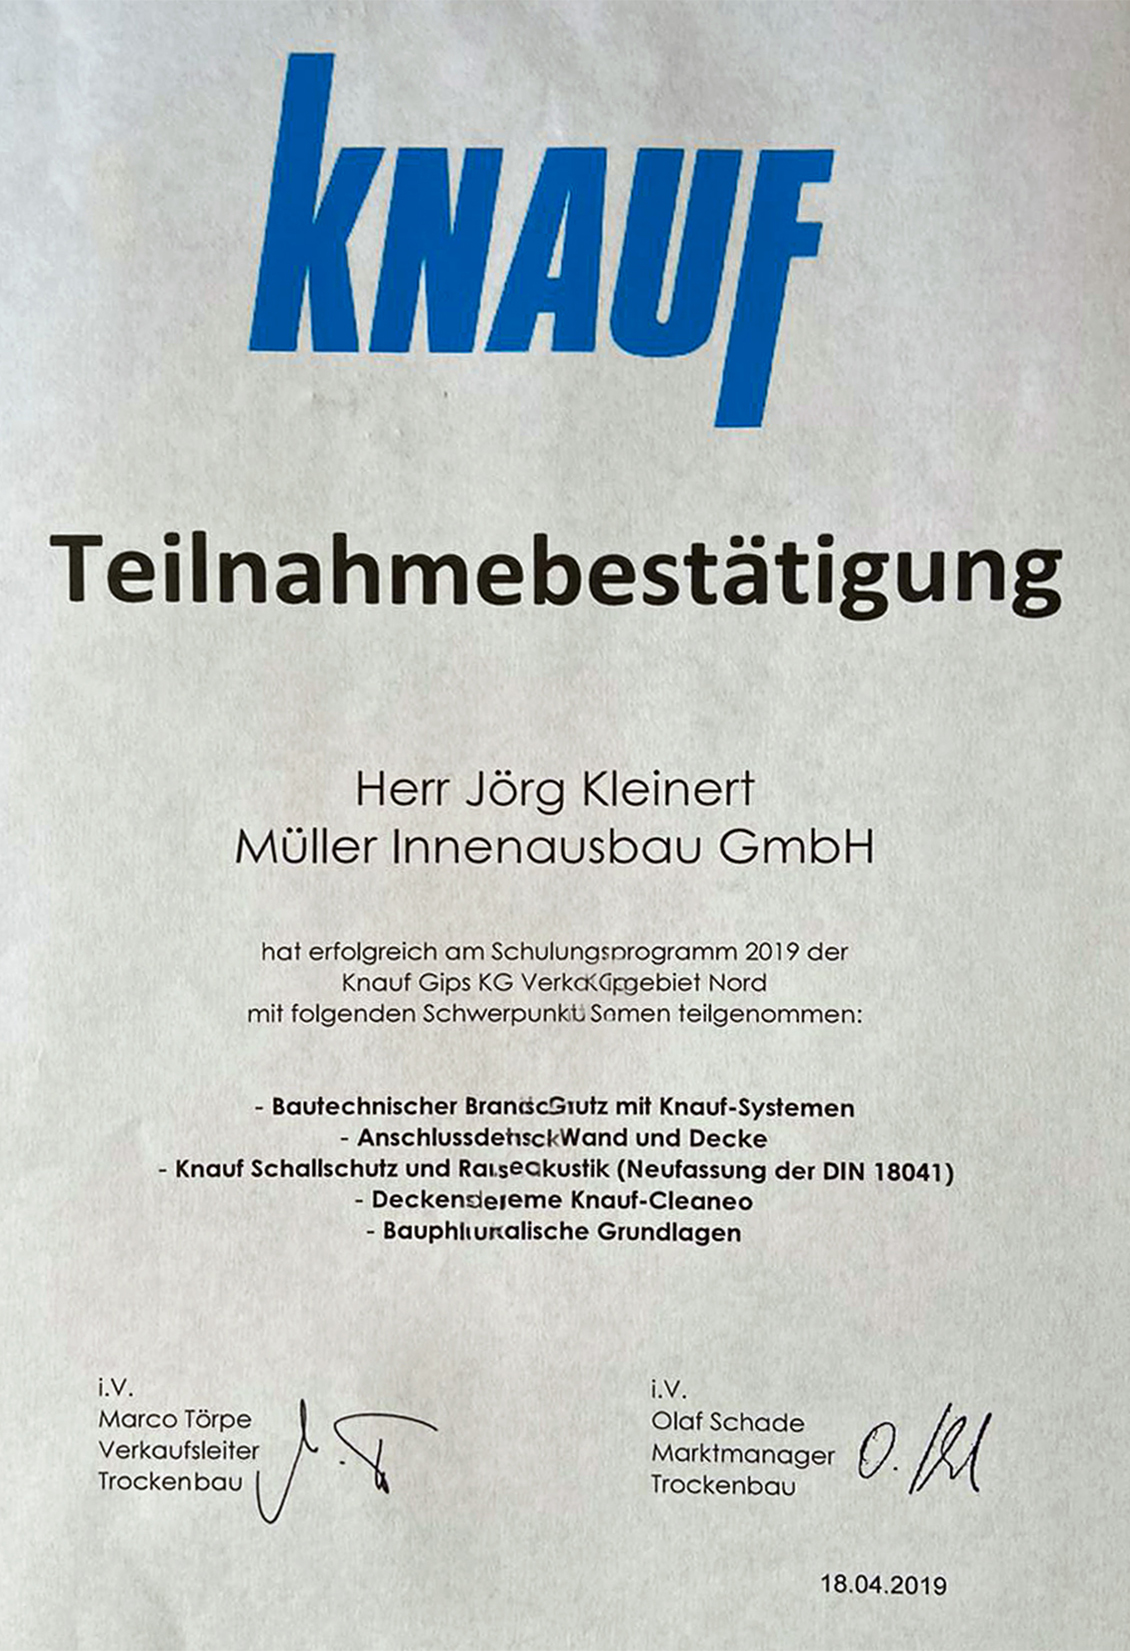 KNAUF
Teilnahmebestätigung
Herr Jörg Kleinert
Müller Innenausbau GmbH
hat erfolgreich am Schulungsprogramm 2019 der
Knauf Gips KG Nord
mit folgenden teilgenommen:
- Bautechnischer mit Knauf-Systemen
- und Decke
- Knauf Schallschutz und (Neufassung der DIN 18041)
- Knauf-Cleaneo
- Grundlagen
i.V.
Marco Törpe
Verkaufsleiter
Trockenbau
i.V.
Olaf Schade
Marktmanager
Trockenbau
18.04.2019